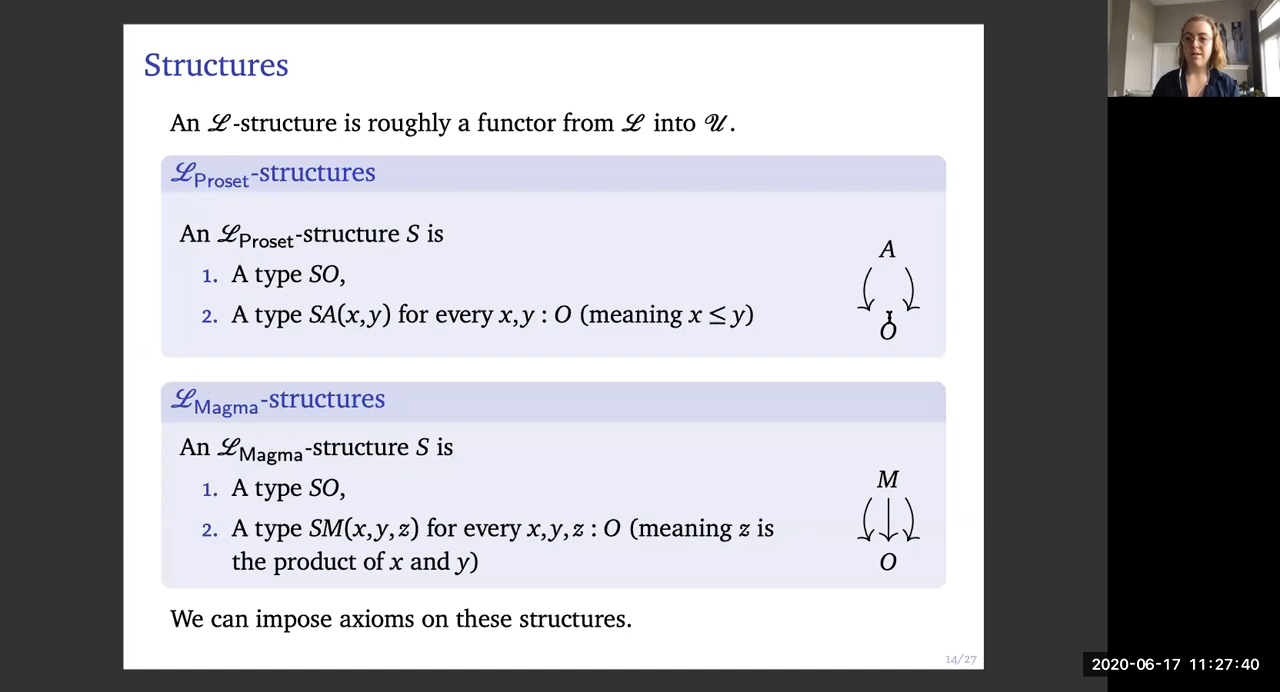 Structures
An ℒ-structure is roughly a functor from ℒ into 𝒰.
ℒProset-structures
An ℒProset-structure S is
1. A type SO,
2. A type SA(x,y) for every x,y : O (meaning x ≤ y)
A
O
ℒMagma-structures
An ℒMagma-structure S is
1. A type SO,
2. A type SM(x,y,z) for every x,y,z : O (meaning z is
the product of x and y)
M
O
We can impose axioms on these structures.
14/27
2020-06-17 11:27:40